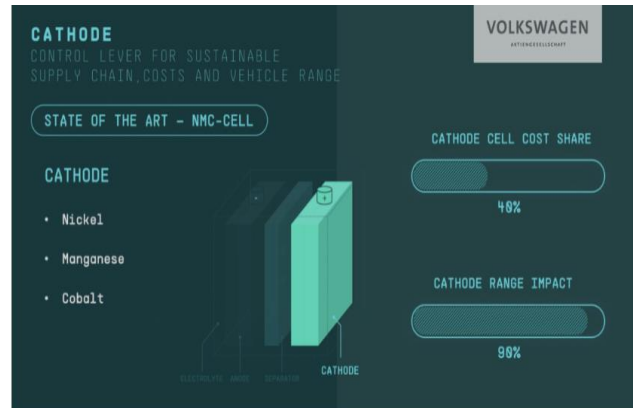 CATHODE
CONTROL LEVER FOR SUSTAINABLE
SUPPLY CHAIN,COSTS AND VEHICLE RANGE
STATE OF THE ART – NMC-CELL
CATHODE
• Nickel
• Manganese
• Cobalt
ELECTROLYTE ANODE SEPARATOR
CATHODE
VOLKSWAGEN
AKTIENGESELLSCHAFT
CATHODE CELL COST SHARE
40%
CATHODE RANGE IMPACT
90%